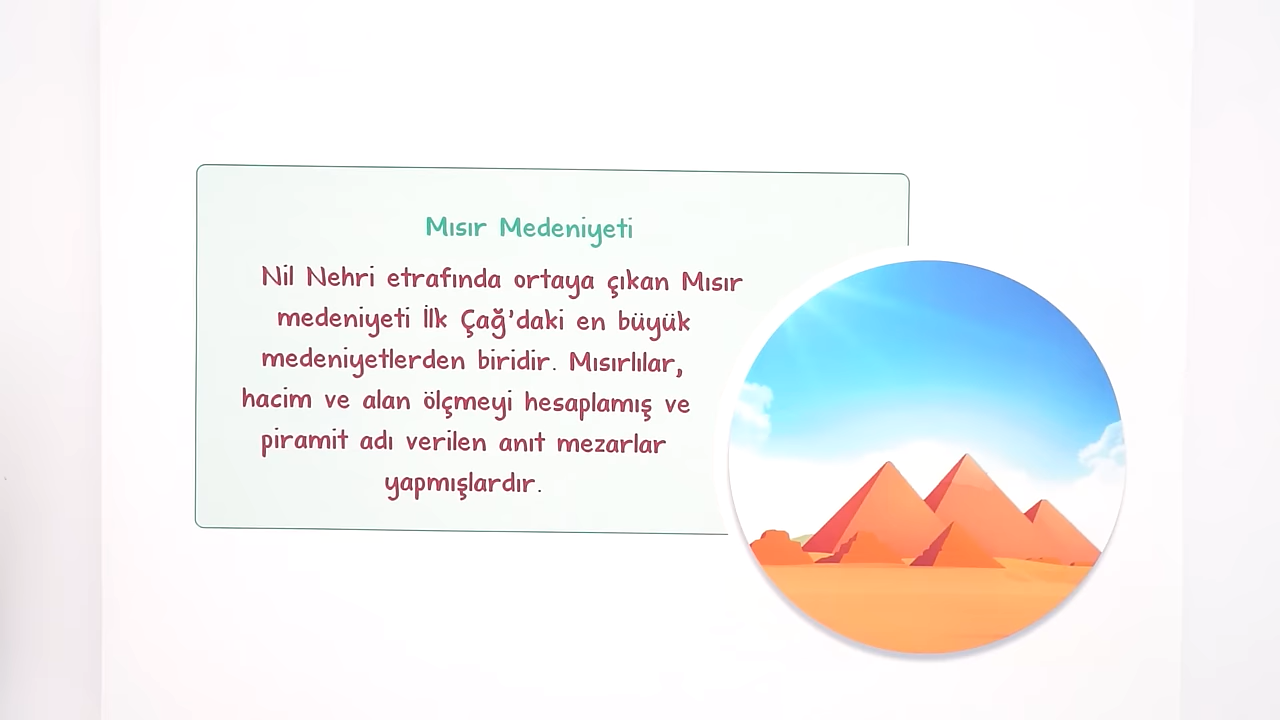 Mısır Medeniyeti
Nil Nehri etrafında ortaya çıkan Mısır
medeniyeti İlk Çağ'daki en büyük
medeniyetlerden biridir. Mısırlılar,
hacim ve alan ölçmeyi hesaplamış ve
piramit adı verilen anıt mezarlar
yapmışlardır.